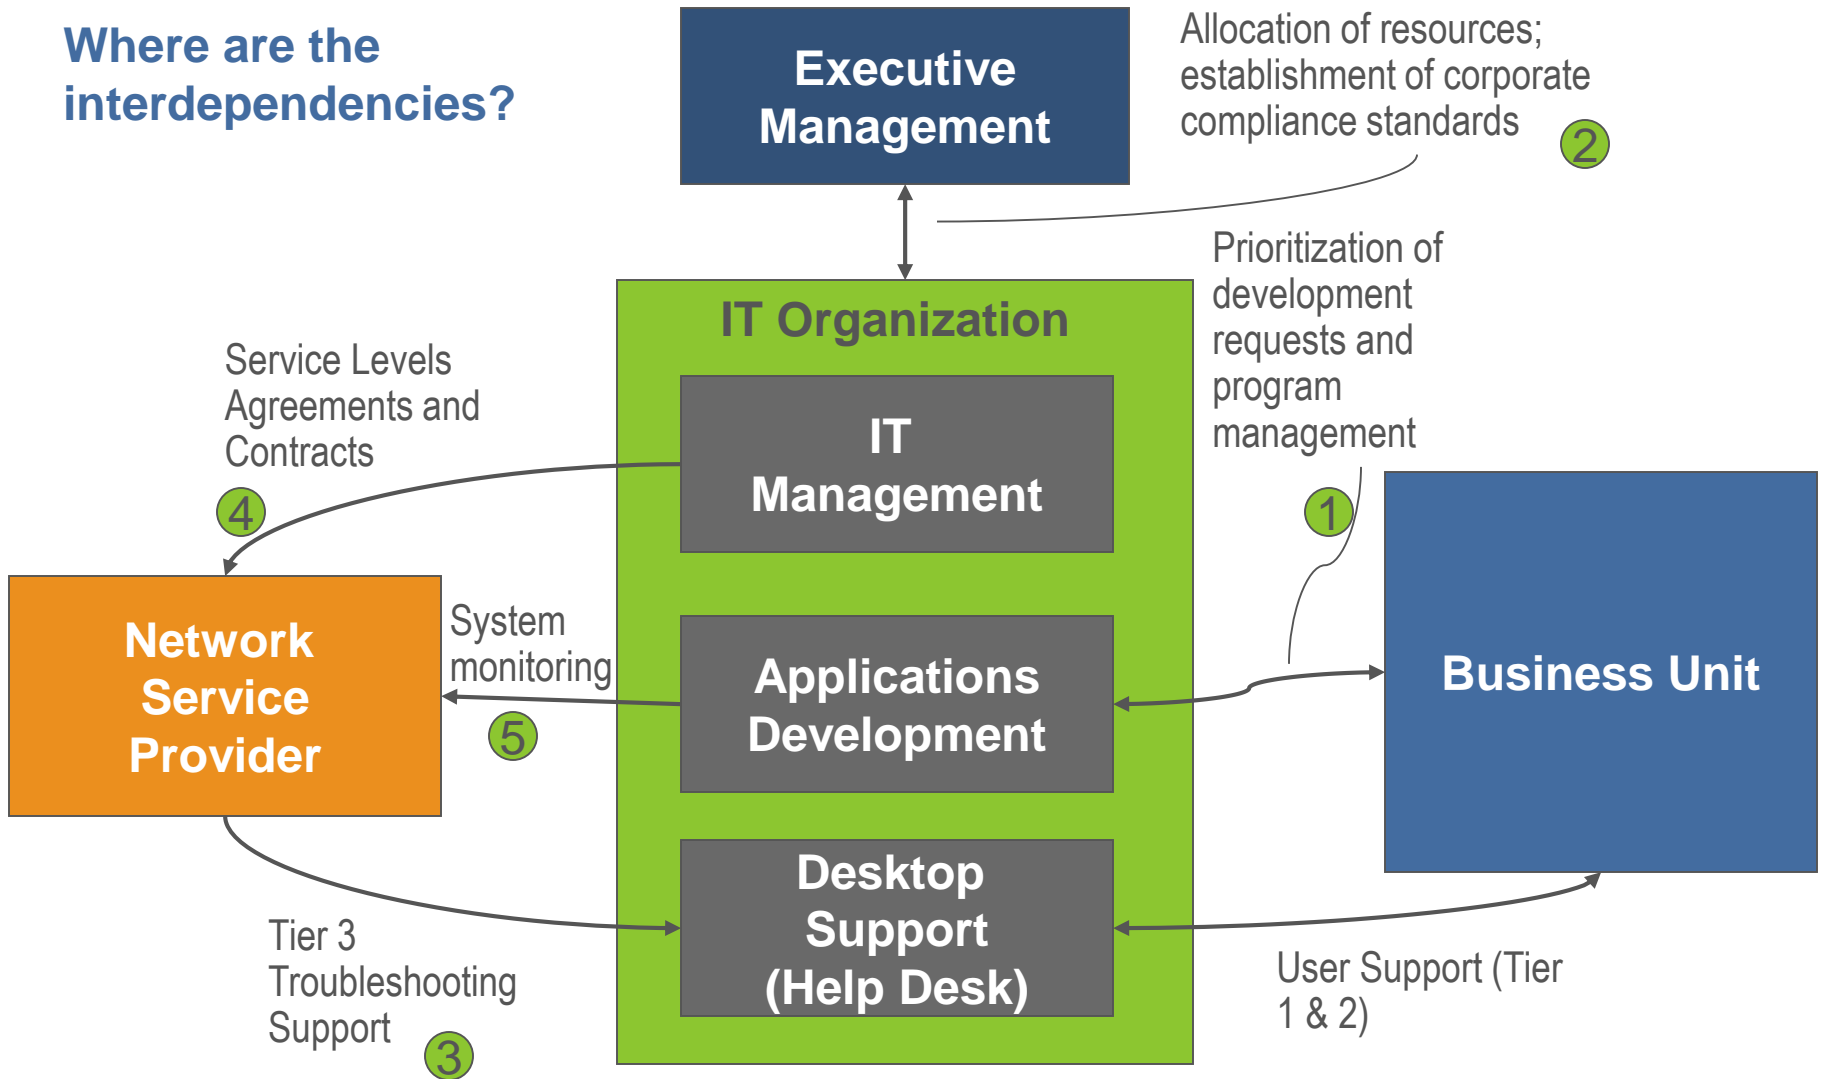 Where are the
interdependencies?
Executive
Management
Allocation of resources;
establishment of corporate
compliance standards
2
Prioritization of
development
requests and
program
management
1
IT Organization
IT
Management
Service Levels
Agreements and
Contracts
4
Network
Service
Provider
System
monitoring
5
Applications
Development
Business Unit
Desktop
Support
(Help Desk)
Tier 3
Troubleshooting
Support
3
User Support (Tier
1 & 2)